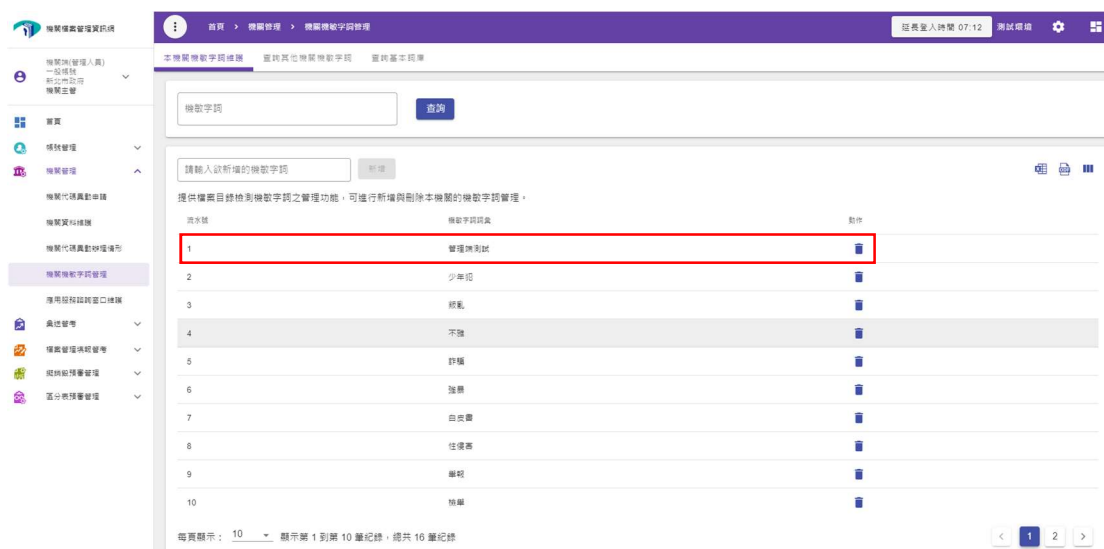 機關檔案管理資訊網
首頁 > 機關管理 > 機關機敏字詞管理
延長登入時間 07:12
測試環境
機關端(管理人員)
一般帳號
新北市政府
機關主管
本機關機敏字詞維護
查詢其他機關機敏字詞
查詢基本詞庫
機敏字詞
查詢
首頁
帳號管理
機關管理
機關代碼異動申請
機關資料維護
機關代碼異動辦理情形
機關機敏字詞管理
應用服務諮詢窗口維護
彙送管考
檔案管理填報管考
擬銷毀預審管理
區分表預審管理
請輸入欲新增的機敏字詞
新增
提供檔案目錄檢測機敏字詞之管理功能，可進行新增與刪除本機關的機敏字詞管理。
流水號 機敏字詞詞彙 動作
1 管理端測試
2 少年犯
3 叛亂
4 不雅
5 詐騙
6 強暴
7 白皮書
8 性侵害
9 舉報
10 檢舉
每頁顯示： 10 顯示第 1 到第 10 筆紀錄，總共 16 筆紀錄
1 2